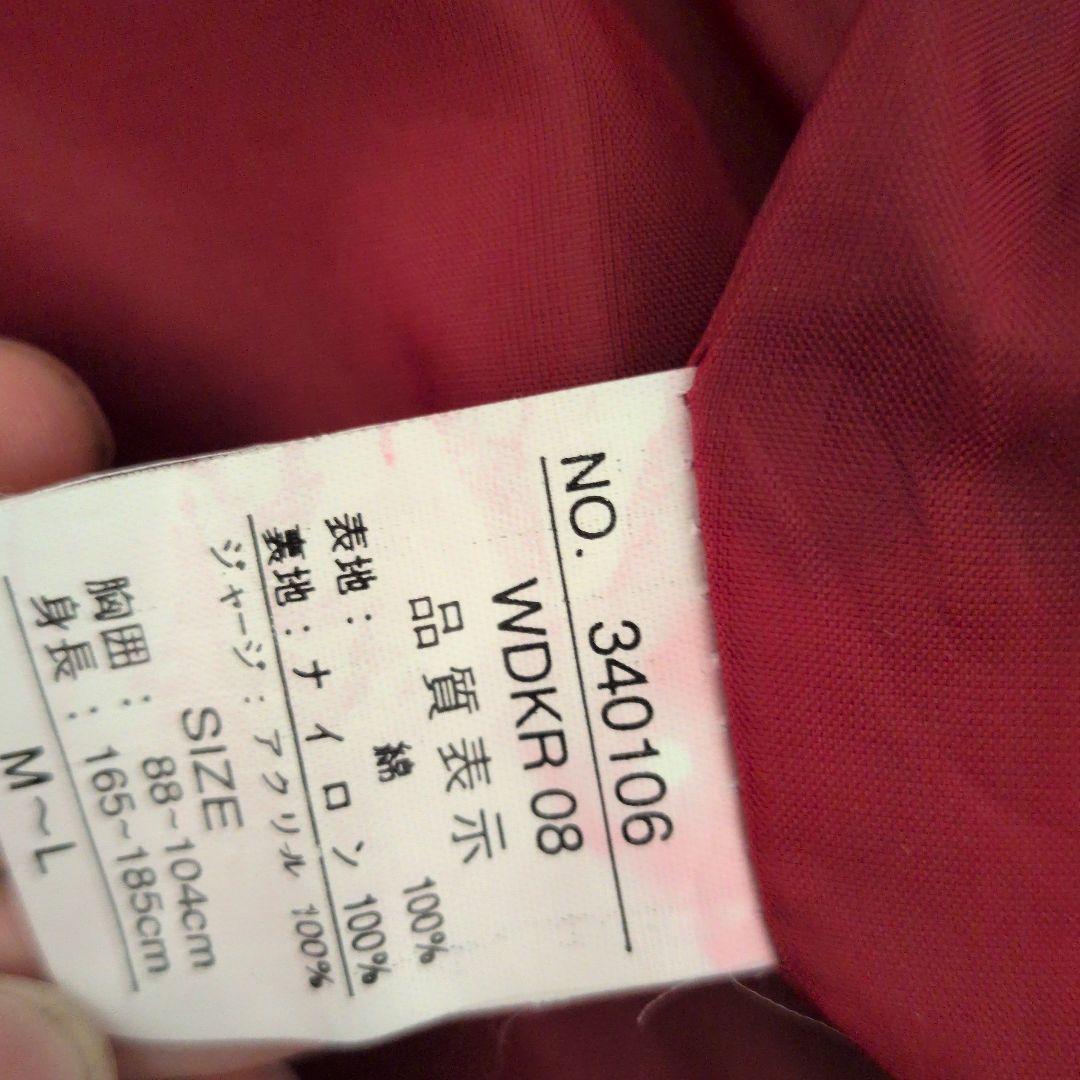 NO. 340106
WDKR 08
品質表示
表地: 綿 100%
裏地: ナイロン 100%
ジャージ: アクリル 100%
SIZE
胸囲: 88~104cm
身長: 165~185cm
M~L